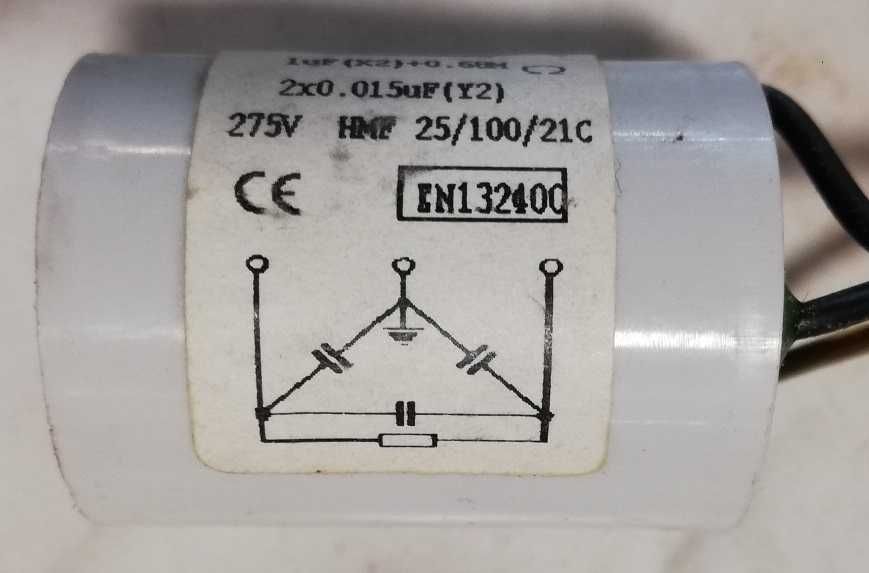 1uF(X2)+0.68M
2x0.015uF(Y2)
275V HMF 25/100/21C
CE EN132400